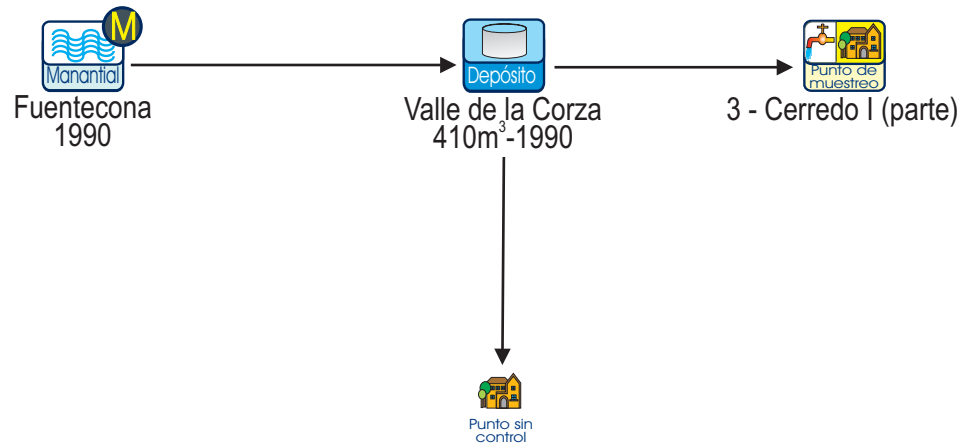 M
Manantial
Fuentecona
1990
Depósito
Valle de la Corza
410m³-1990
Punto de
muestreo
3 - Cerredo I (parte)
Punto sin
control